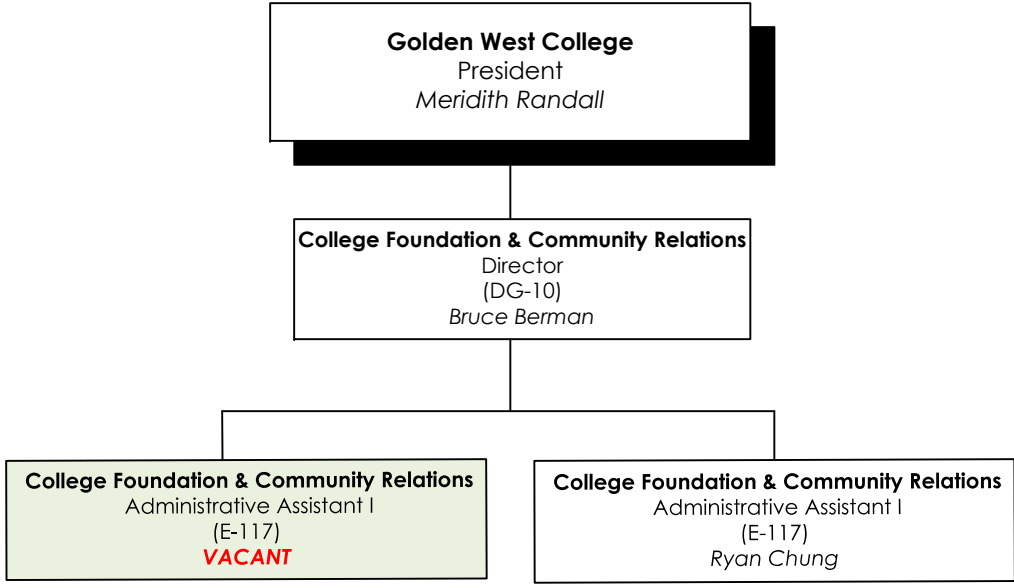 Golden West College
President
Meridith Randall
College Foundation & Community Relations
Director
(DG-10)
Bruce Berman
College Foundation & Community Relations
Administrative Assistant I
(E-117)
VACANT
College Foundation & Community Relations
Administrative Assistant I
(E-117)
Ryan Chung